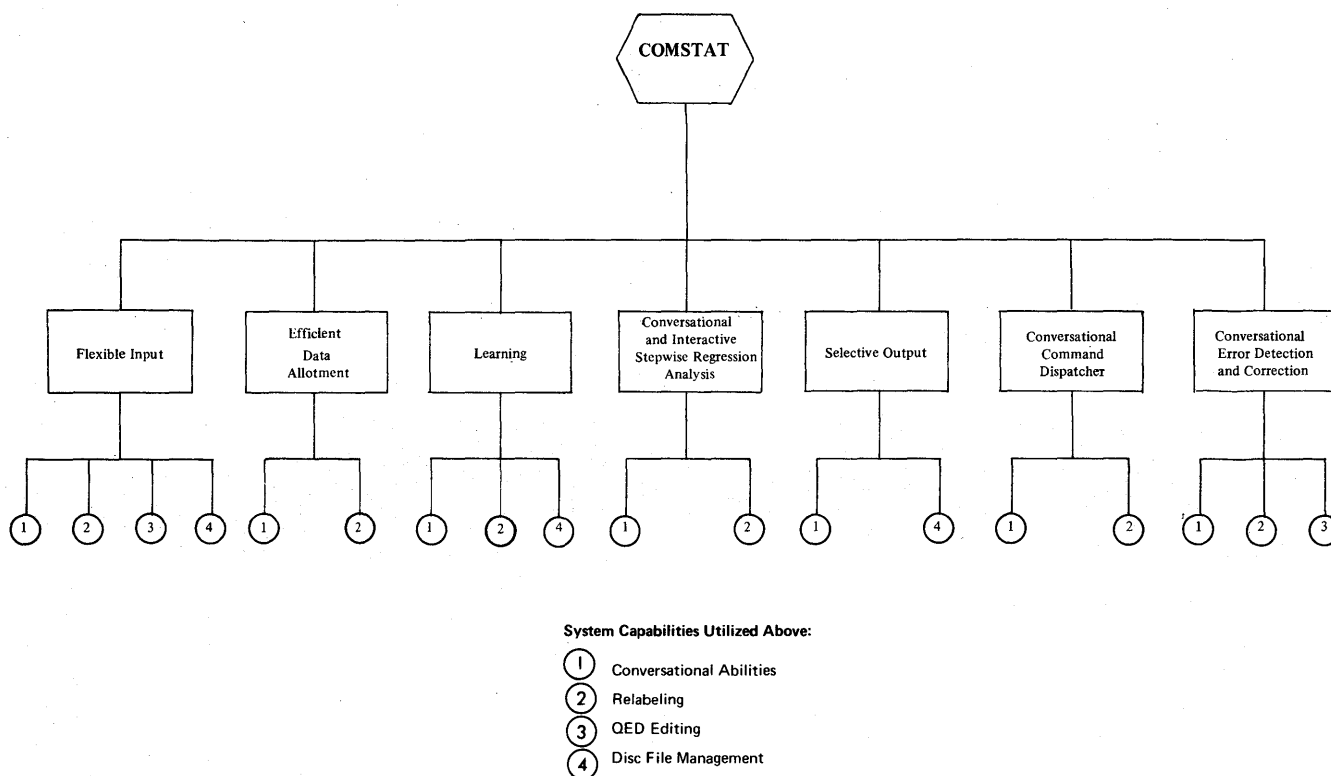 COMSTAT
Flexible Input
Efficient
Data
Allotment
Learning
Conversational
and Interactive
Stepwise Regression
Analysis
Selective Output
Conversational
Command
Dispatcher
Conversational
Error Detection
and Correction
1 2 3 4 1 2 1 2 4 1 2 1 4 1 2 1 2 3
System Capabilities Utilized Above:
1 Conversational Abilities
2 Relabeling
3 QED Editing
4 Disc File Management